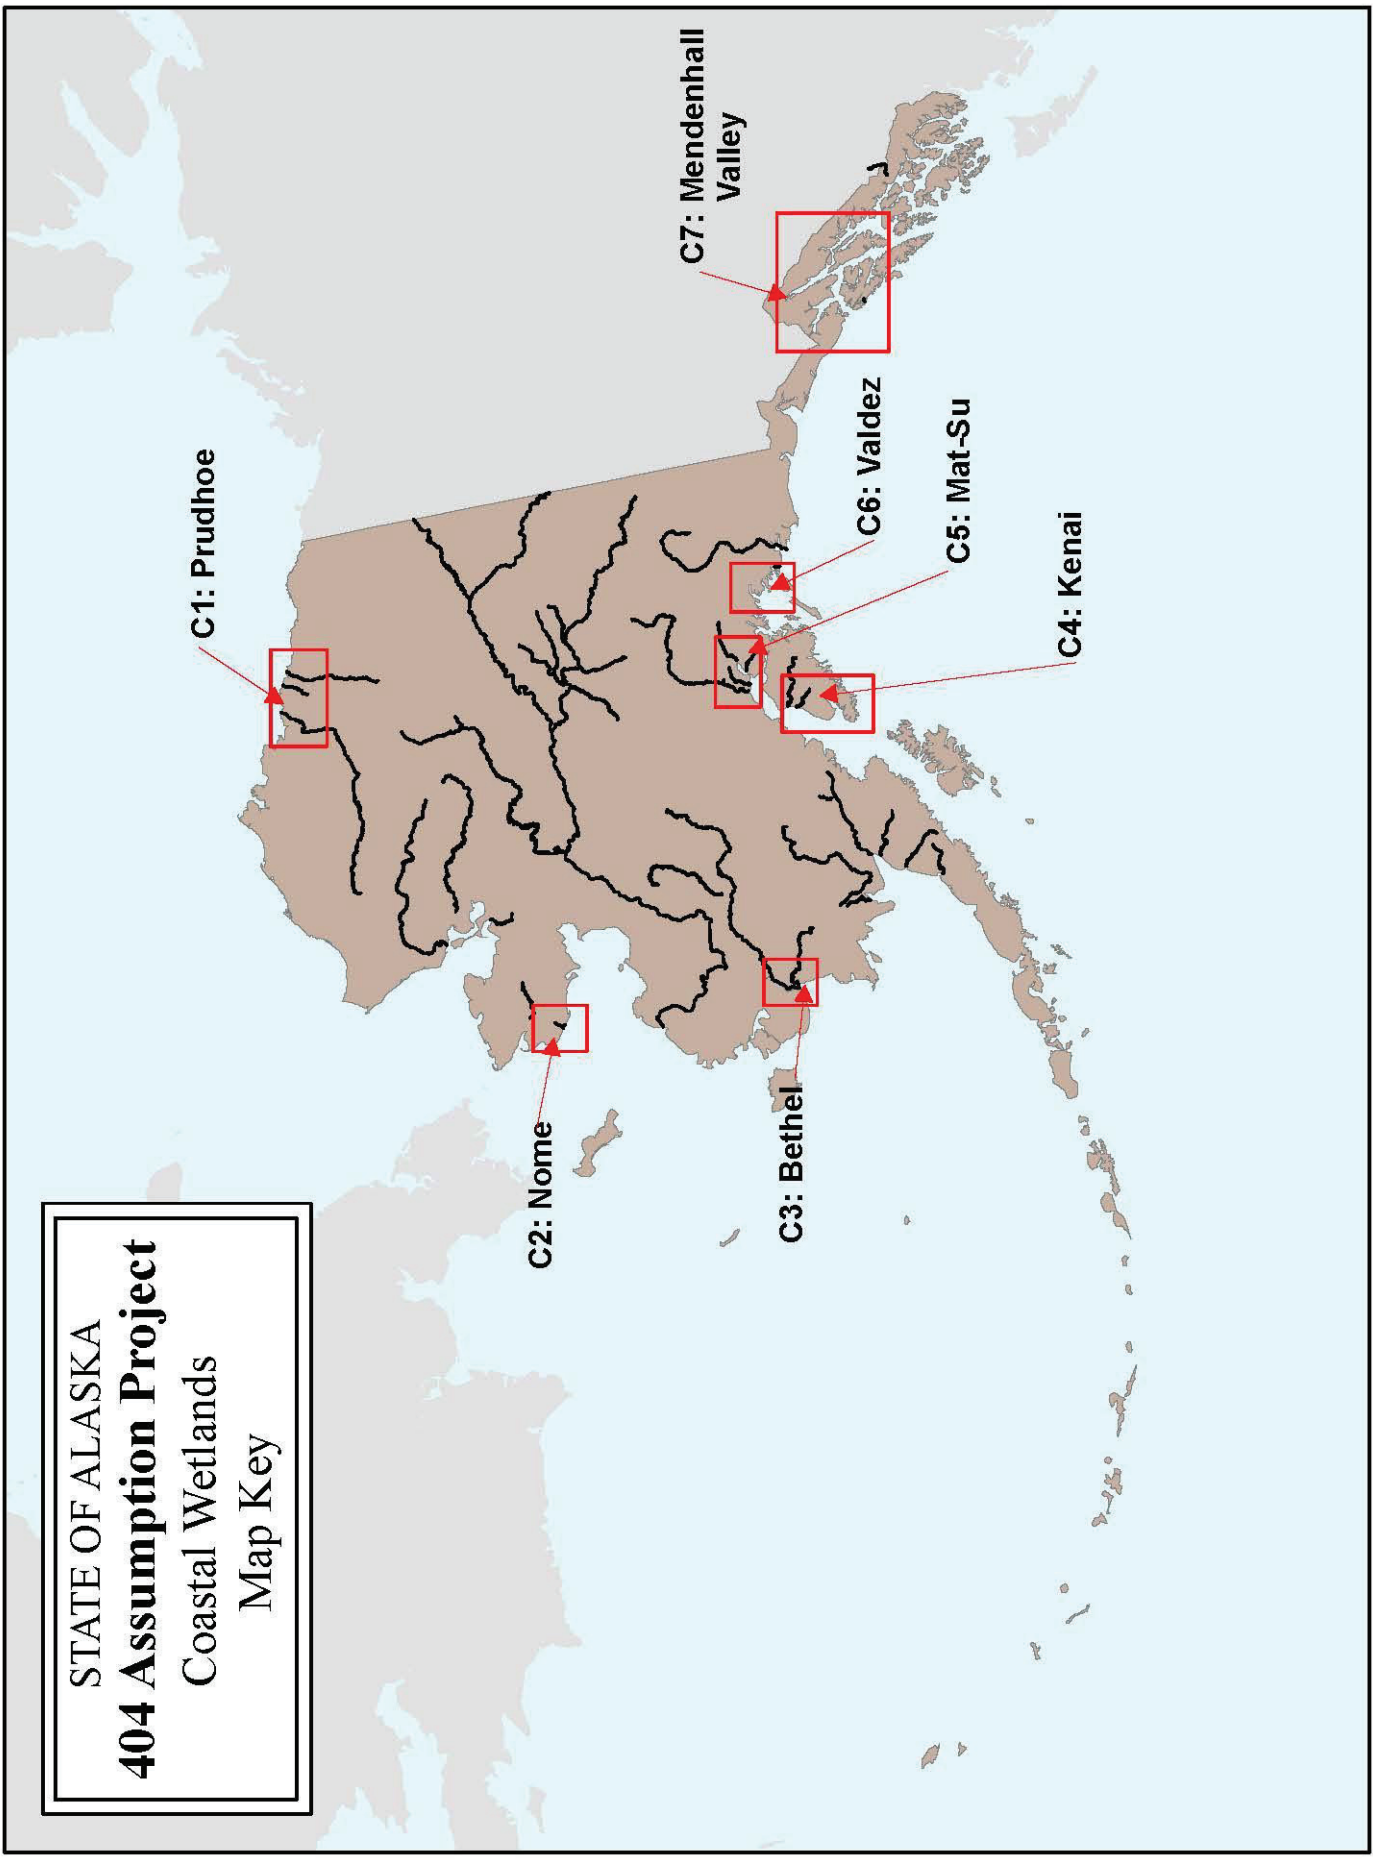 STATE OF ALASKA
404 Assumption Project
Coastal Wetlands
Map Key
C1: Prudhoe
C2: Nome
C3: Bethel
C4: Kenai
C5: Mat-Su
C6: Valdez
C7: Mendenhall
Valley